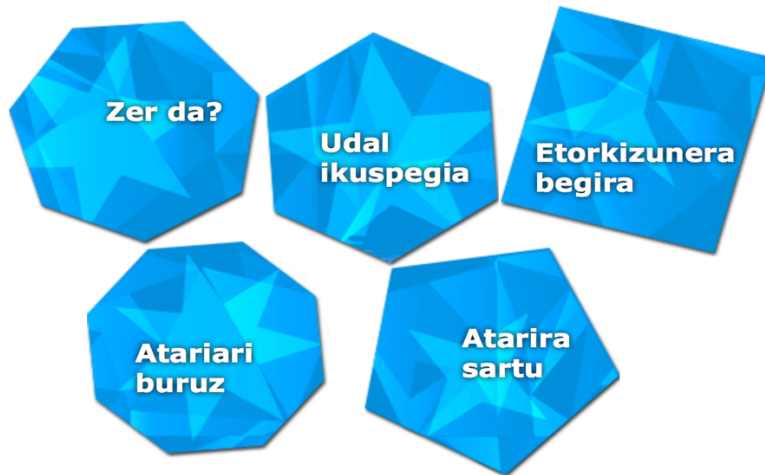 Zer da?
Udal
ikuspegia
Etorkizunera
begira
Atariari
buruz
Atarira
sartu